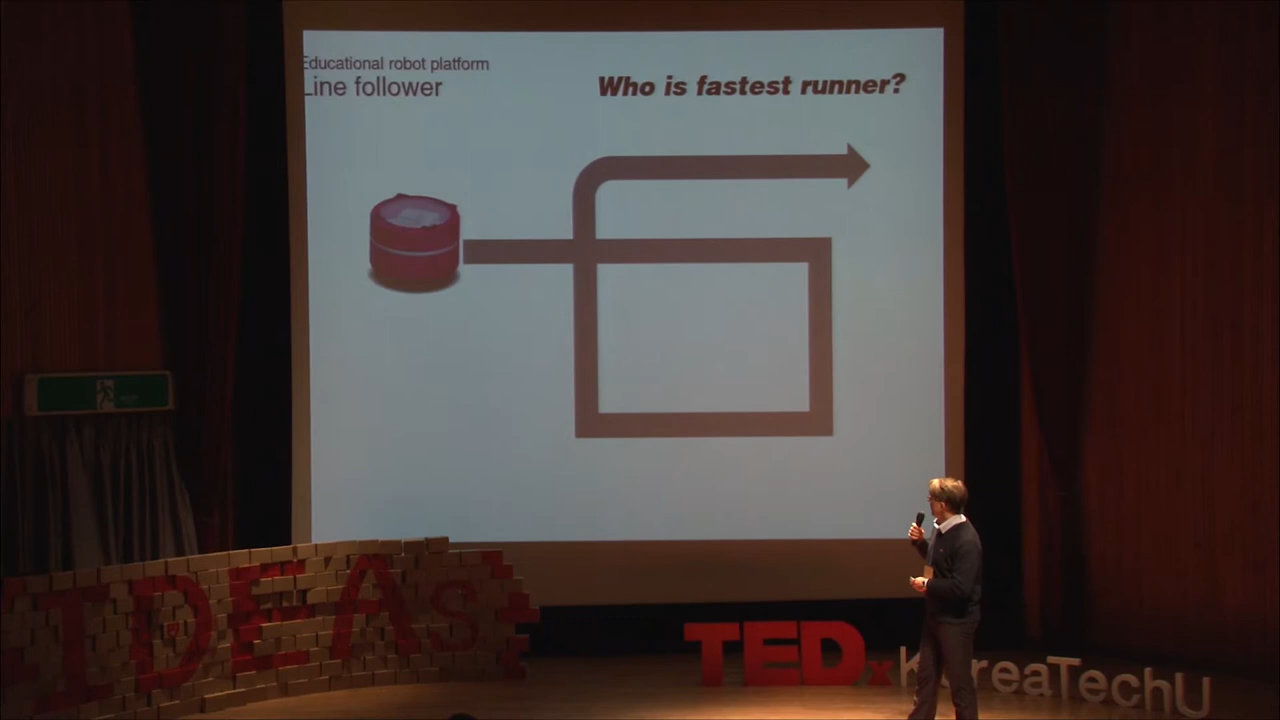 Educational robot platform
Line follower
Who is fastest runner?
IDEAS
TEDxKoreaTechU